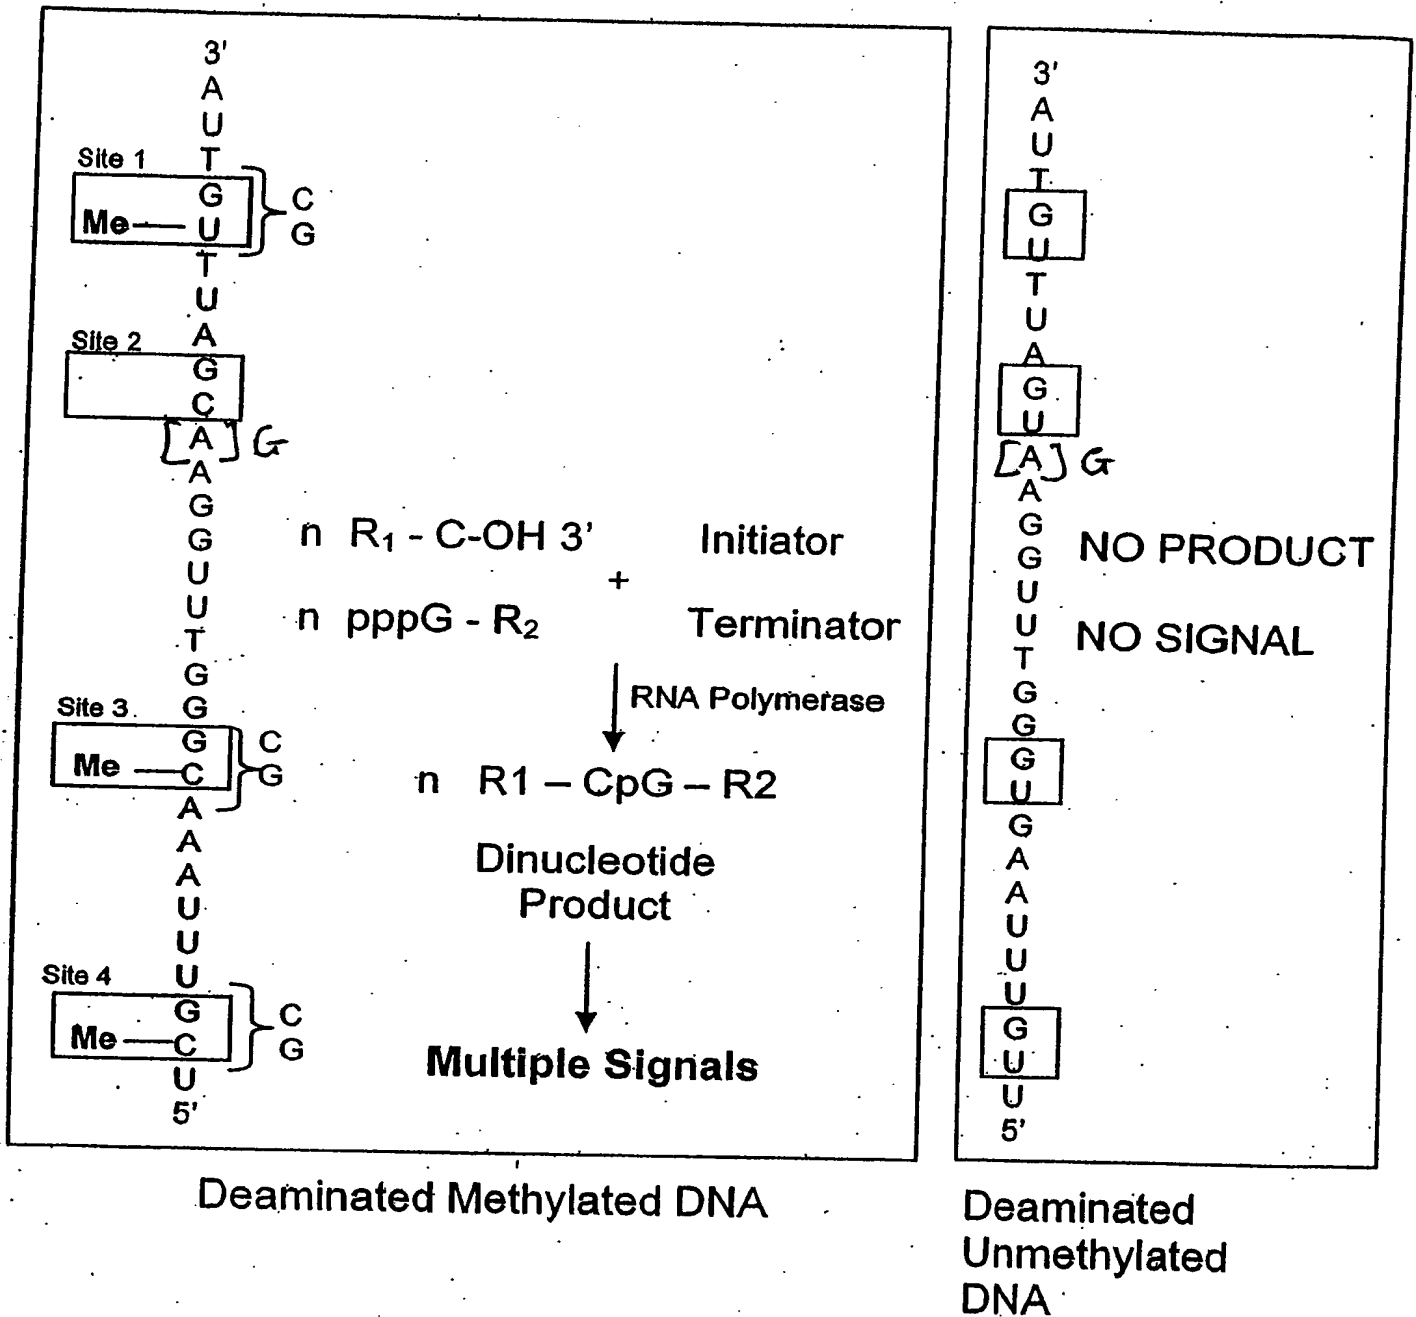 3'
A
U
T
Site 1
G
Me — U
C
G
T
U
A
Site 2
G
C
[A] G
A
G
G
U
U
T
G
G
Site 3
G
Me — C
C
G
A
A
A
U
U
U
Site 4
G
Me — C
C
G
U
5'
n R1 - C-OH 3' Initiator
+
n pppG - R2 Terminator
RNA Polymerase
n R1 – CpG – R2
Dinucleotide
Product
Multiple Signals
Deaminated Methylated DNA
3'
A
U
T
G
U
T
U
A
G
U
[A] G
A
G
G
U
U
T
G
G
G
U
G
A
A
U
U
U
G
U
U
5'
NO PRODUCT
NO SIGNAL
Deaminated
Unmethylated
DNA